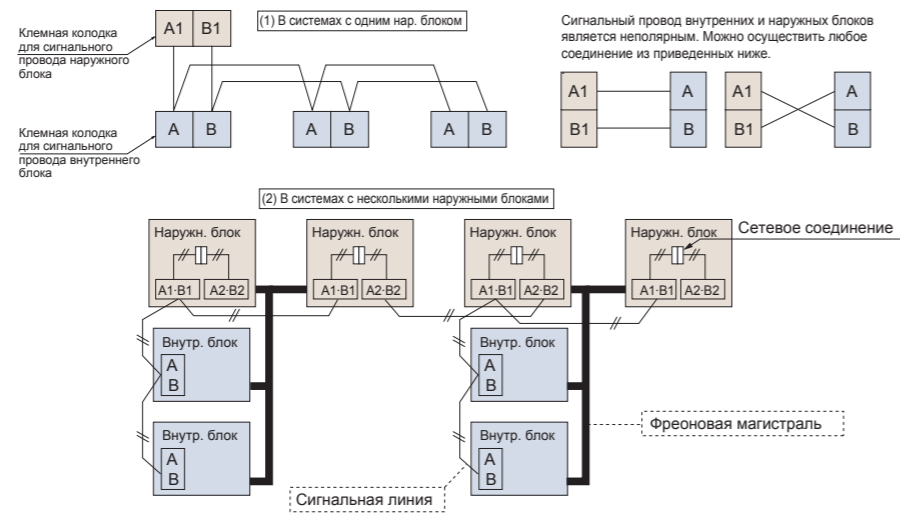 (1) В системах с одним нар. блоком
Клемная колодка
для сигнального
провода наружного
блока
A1 B1
A B
A B
A B
Клемная колодка
для сигнального
провода внутреннего
блока
Сигнальный провод внутренних и наружных блоков
является неполярным. Можно осуществить любое
соединение из приведенных ниже.
A1 A
B1 B
A1 A
B1 B
(2) В системах с несколькими наружными блоками
Наружн. блок
A1·B1 A2·B2
Наружн. блок
A1·B1 A2·B2
Наружн. блок
A1·B1 A2·B2
Наружн. блок
A1·B1 A2·B2
Сетевое соединение
Внутр. блок
A
B
Внутр. блок
A
B
Внутр. блок
A
B
Внутр. блок
A
B
Фреоновая магистраль
Сигнальная линия